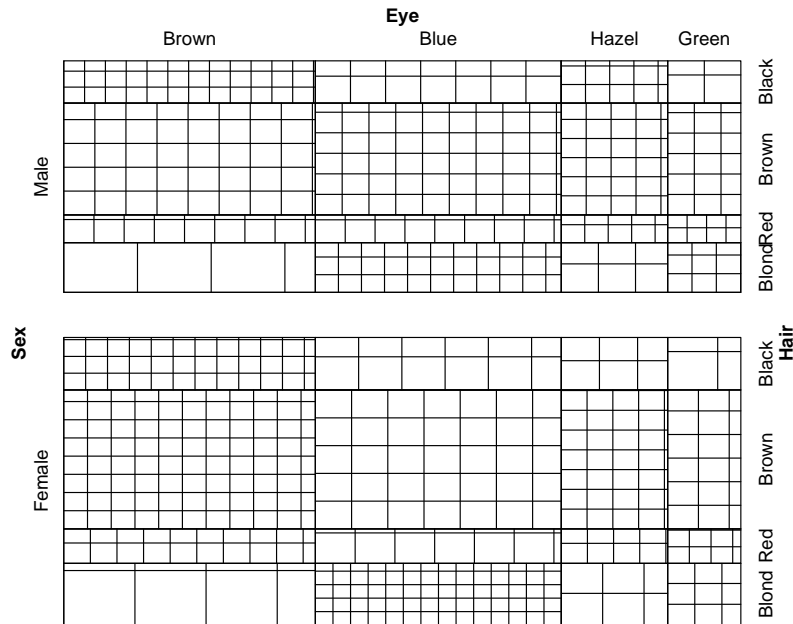 Eye
Brown Blue Hazel Green
Male
Black
Brown
Red
Blond
Sex
Hair
Female
Black
Brown
Red
Blond